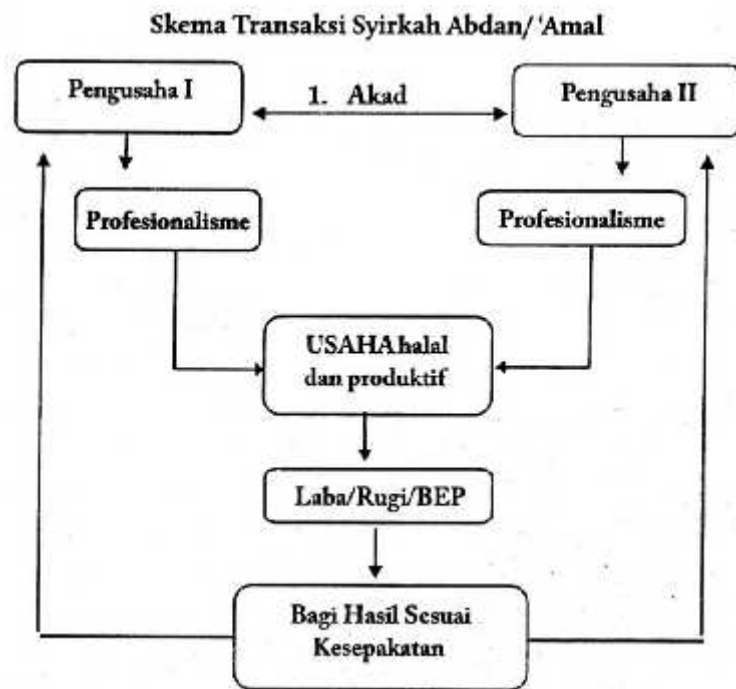 Skema Transaksi Syirkah Abdan/ 'Amal
Pengusaha I
1. Akad
Pengusaha II
Profesionalisme
Profesionalisme
USAHA halal
dan produktif
Laba/Rugi/BEP
Bagi Hasil Sesuai
Kesepakatan